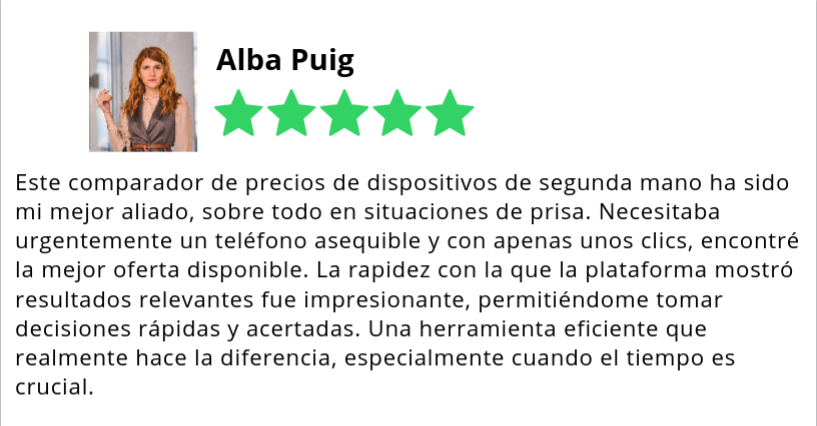 Alba Puig
Este comparador de precios de dispositivos de segunda mano ha sido
mi mejor aliado, sobre todo en situaciones de prisa. Necesitaba
urgentemente un teléfono asequible y con apenas unos clics, encontré
la mejor oferta disponible. La rapidez con la que la plataforma mostró
resultados relevantes fue impresionante, permitiéndome tomar
decisiones rápidas y acertadas. Una herramienta eficiente que
realmente hace la diferencia, especialmente cuando el tiempo es
crucial.